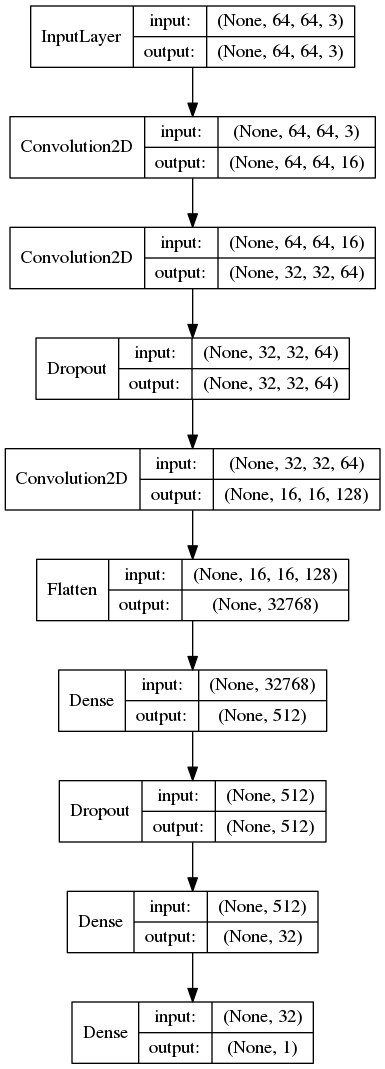 InputLayer
input: (None, 64, 64, 3)
output: (None, 64, 64, 3)
Convolution2D
input: (None, 64, 64, 3)
output: (None, 64, 64, 16)
Convolution2D
input: (None, 64, 64, 16)
output: (None, 32, 32, 64)
Dropout
input: (None, 32, 32, 64)
output: (None, 32, 32, 64)
Convolution2D
input: (None, 32, 32, 64)
output: (None, 16, 16, 128)
Flatten
input: (None, 16, 16, 128)
output: (None, 32768)
Dense
input: (None, 32768)
output: (None, 512)
Dropout
input: (None, 512)
output: (None, 512)
Dense
input: (None, 512)
output: (None, 32)
Dense
input: (None, 32)
output: (None, 1)